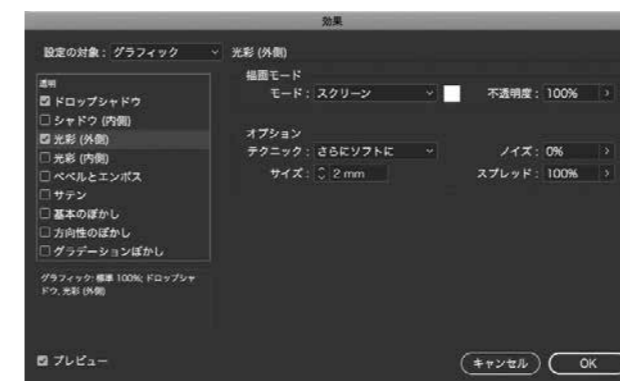 効果
設定の対象: グラフィック
透明
ドロップシャドウ
シャドウ (内側)
光彩 (外側)
光彩 (内側)
ベベルとエンボス
サテン
基本のぼかし
方向性のぼかし
グラデーションぼかし
グラフィック: 標準 100%; ドロップシャ
ドウ, 光彩 (外側)
プレビュー
光彩 (外側)
描画モード
モード: スクリーン 不透明度: 100%
オプション
テクニック: さらにソフトに ノイズ: 0%
サイズ: 2 mm スプレッド: 100%
キャンセル OK